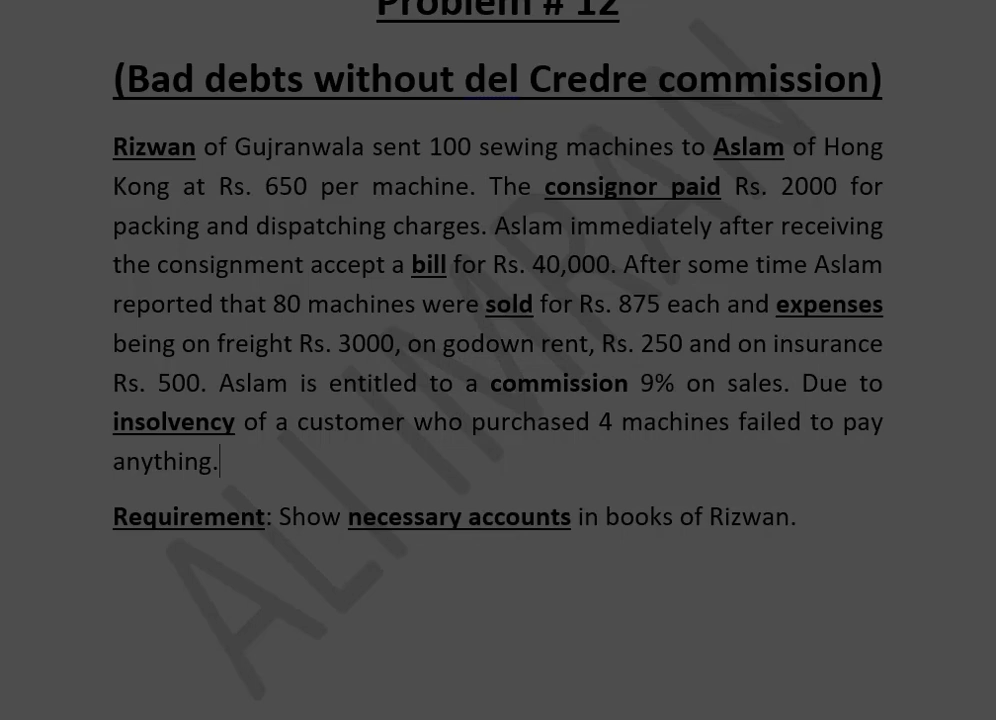 Problem # 12
(Bad debts without del Credre commission)
Rizwan of Gujranwala sent 100 sewing machines to Aslam of Hong
Kong at Rs. 650 per machine. The consignor paid Rs. 2000 for
packing and dispatching charges. Aslam immediately after receiving
the consignment accept a bill for Rs. 40,000. After some time Aslam
reported that 80 machines were sold for Rs. 875 each and expenses
being on freight Rs. 3000, on godown rent, Rs. 250 and on insurance
Rs. 500. Aslam is entitled to a commission 9% on sales. Due to
insolvency of a customer who purchased 4 machines failed to pay
anything.
Requirement: Show necessary accounts in books of Rizwan.
ALI IMRAN